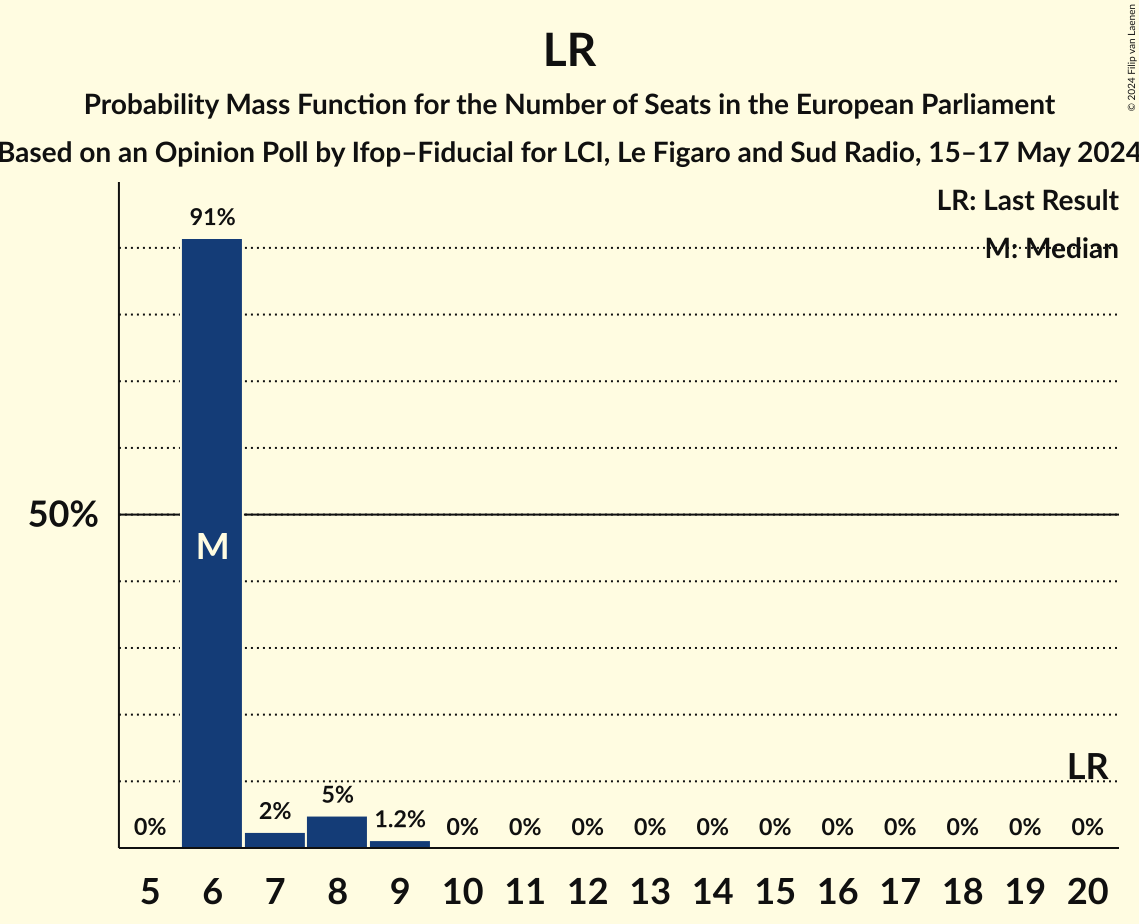 LR
Probability Mass Function for the Number of Seats in the European Parliament
Based on an Opinion Poll by Ifop–Fiducial for LCI, Le Figaro and Sud Radio, 15–17 May 2024
© 2024 Filip van Laenen
LR: Last Result
M: Median
91%
50%
M
LR
0%
2%
5%
1.2%
0% 0% 0% 0% 0% 0% 0% 0% 0% 0% 0%
5 6 7 8 9 10 11 12 13 14 15 16 17 18 19 20